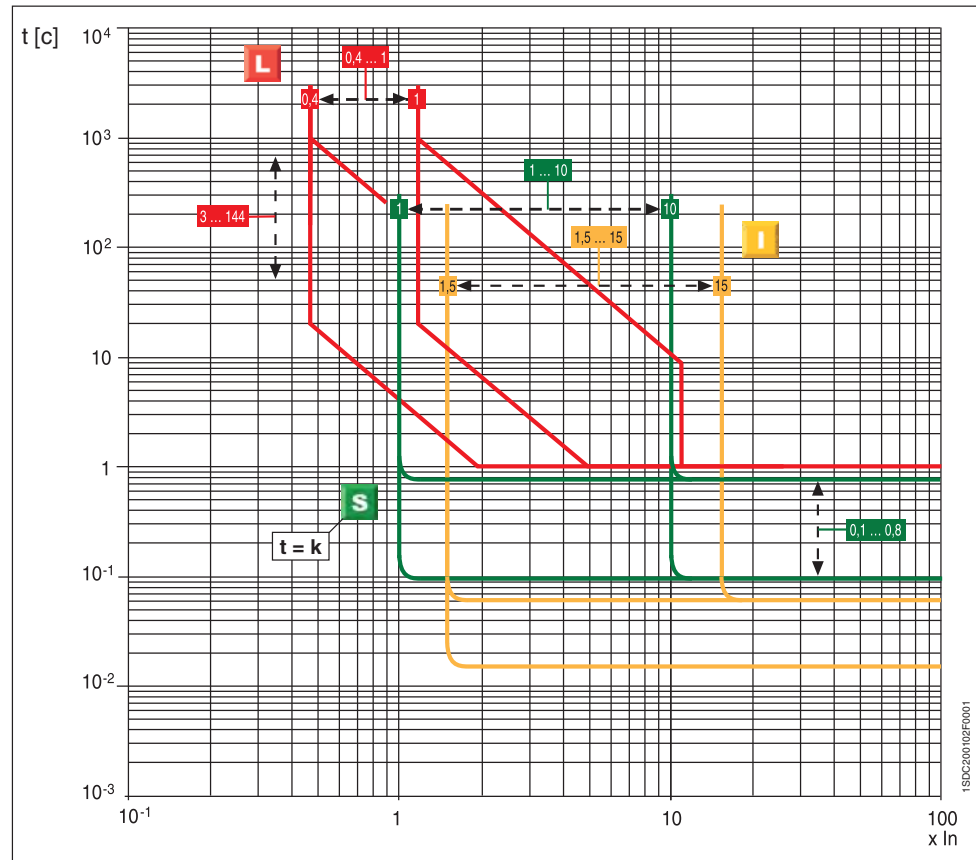 t [c]
10⁴
L
0,4 ... 1
0,4
1
10³
1 ... 10
3 ... 144
1
10
1,5 ... 15
I
10²
1,5
15
10
1
S
0,1 ... 0,8
t = k
10⁻¹
10⁻²
10⁻³
10⁻¹
1
10
100
x In
1SDC200102F0001